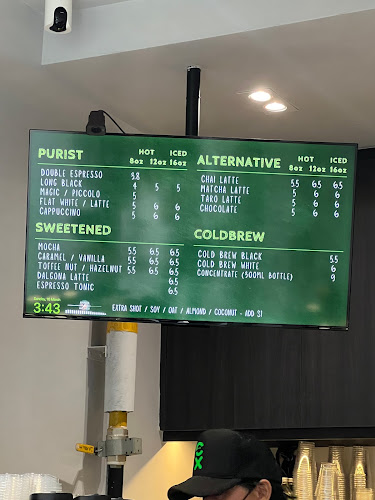 PURIST HOT ICED
8oz 12oz 16oz
DOUBLE ESPRESSO 3.8
LONG BLACK 4 5 5
MAGIC / PICCOLO 5
FLAT WHITE / LATTE 5 6 6
CAPPUCCINO 5 6 6
SWEETENED
MOCHA 5.5 6.5 6.5
CARAMEL / VANILLA 5.5 6.5 6.5
TOFFEE NUT / HAZELNUT 5.5 6.5 6.5
DALGONA LATTE 6.5
ESPRESSO TONIC 6.5
ALTERNATIVE HOT ICED
8oz 12oz 16oz
CHAI LATTE 5.5 6.5 6.5
MATCHA LATTE 5 6 6
TARO LATTE 5 6 6
CHOCOLATE 5 6 6
COLDBREW
COLD BREW BLACK 5.5
COLD BREW WHITE 6
CONCENTRATE (500ML BOTTLE) 9
3:43
EXTRA SHOT / SOY / OAT / ALMOND / COCONUT - ADD $1